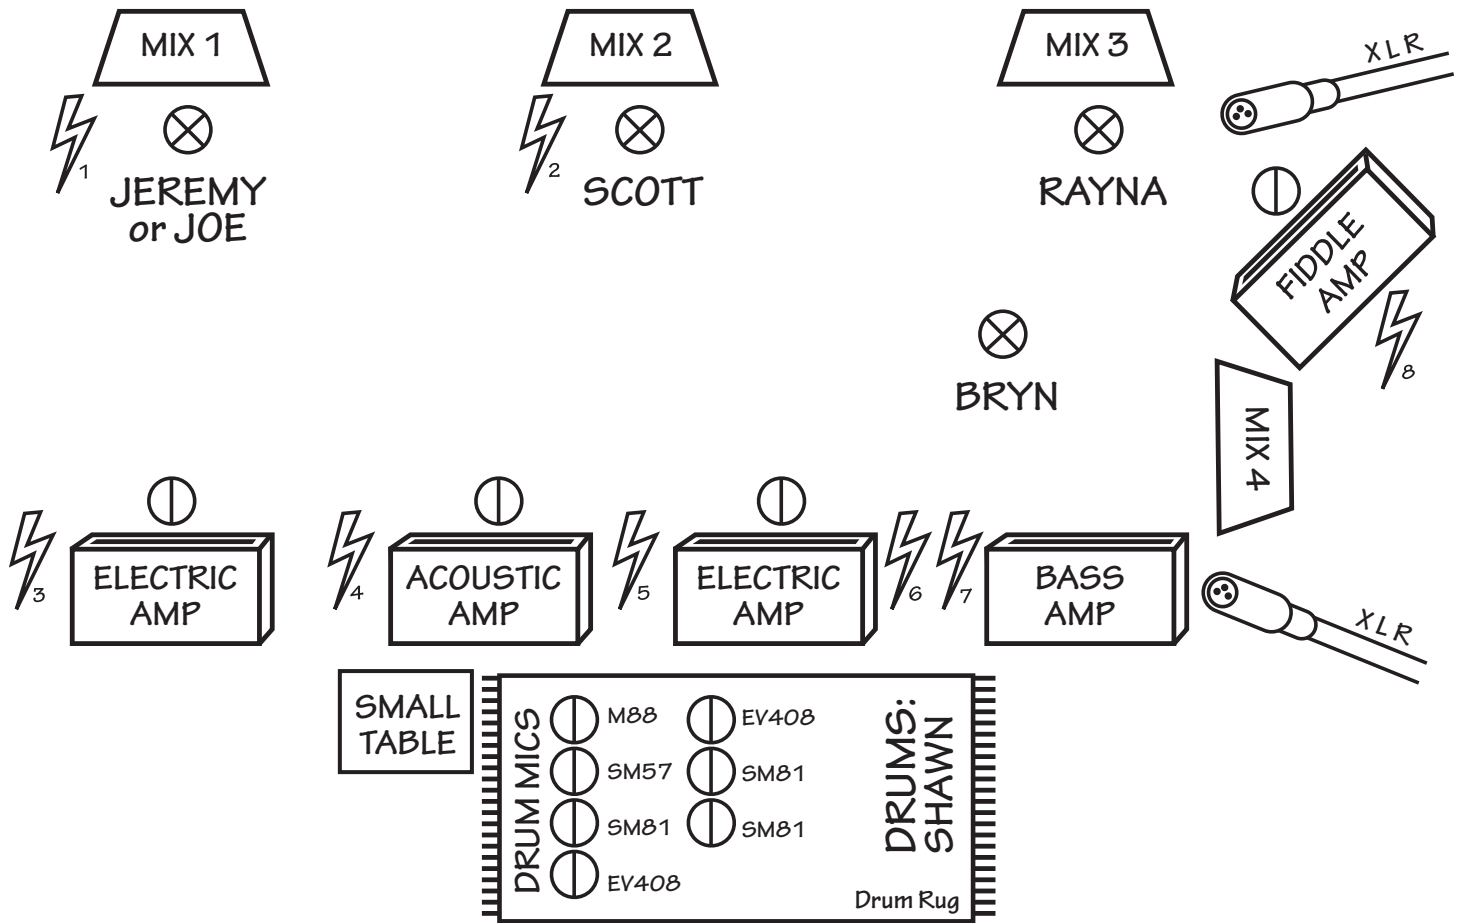 MIX 1
MIX 2
MIX 3
XLR
1
2
JEREMY
or JOE
SCOTT
RAYNA
FIDDLE
AMP
8
BRYN
MIX 4
3
ELECTRIC
AMP
4
ACOUSTIC
AMP
5
ELECTRIC
AMP
6
7
BASS
AMP
XLR
SMALL
TABLE
DRUM MICS
M88
SM57
SM81
EV408
EV408
SM81
SM81
DRUMS:
SHAWN
Drum Rug